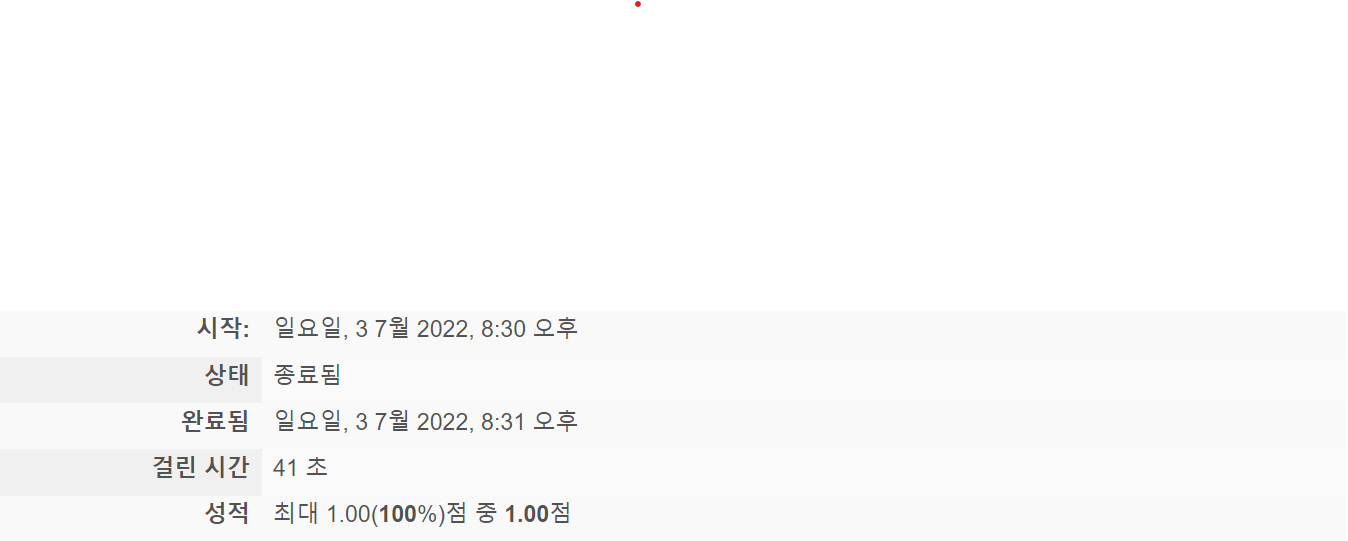 시작: 일요일, 3 7월 2022, 8:30 오후
상태 종료됨
완료됨 일요일, 3 7월 2022, 8:31 오후
걸린 시간 41 초
성적 최대 1.00(100%)점 중 1.00점